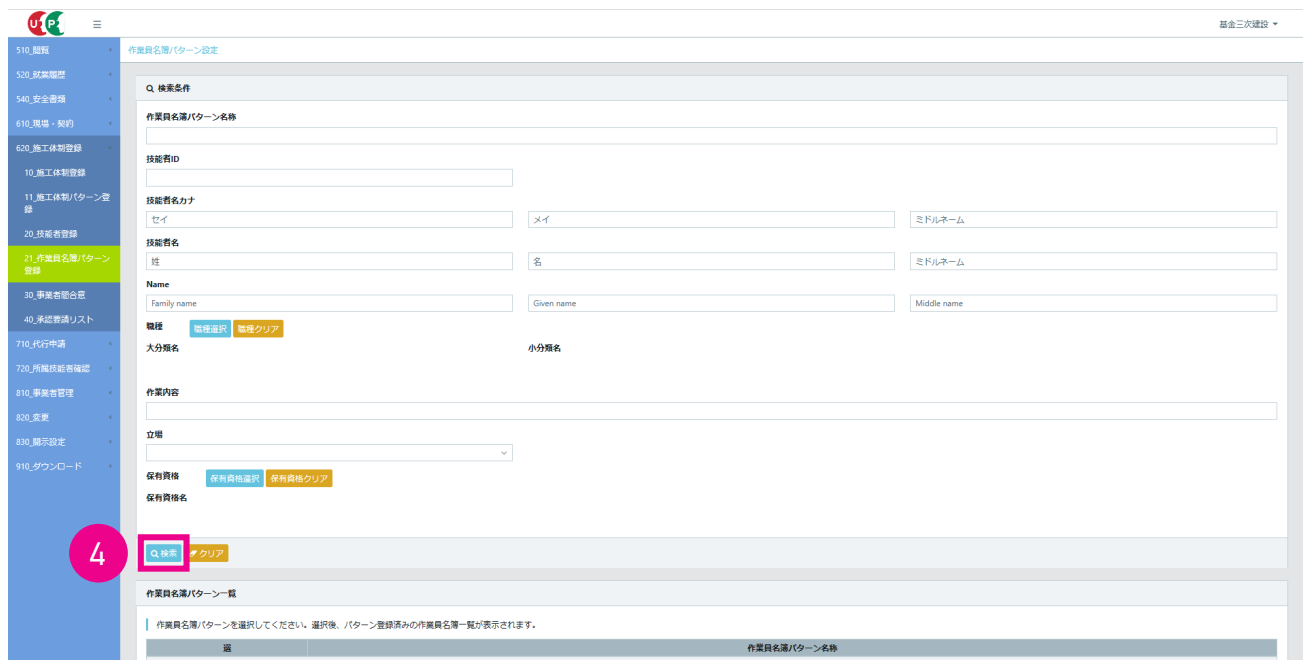 基金三次建設
510_閲覧
520_就業履歴
540_安全書類
610_現場・契約
620_施工体制登録
10_施工体制登録
11_施工体制パターン登
録
20_技能者登録
21_作業員名簿パターン
登録
30_事業者間合意
40_承認要請リスト
710_代行申請
720_所属技能者確認
810_事業者管理
820_変更
830_開示設定
910_ダウンロード
作業員名簿パターン設定
検索条件
作業員名簿パターン名称
技能者ID
技能者名カナ
セイ メイ ミドルネーム
技能者名
姓 名 ミドルネーム
Name
Family name Given name Middle name
職種 職種選択 職種クリア
大分類名 小分類名
作業内容
立場
保有資格 保有資格選択 保有資格クリア
保有資格名
4 検索 クリア
作業員名簿パターン一覧
作業員名簿パターンを選択してください。選択後、パターン登録済みの作業員名簿一覧が表示されます。
選 作業員名簿パターン名称